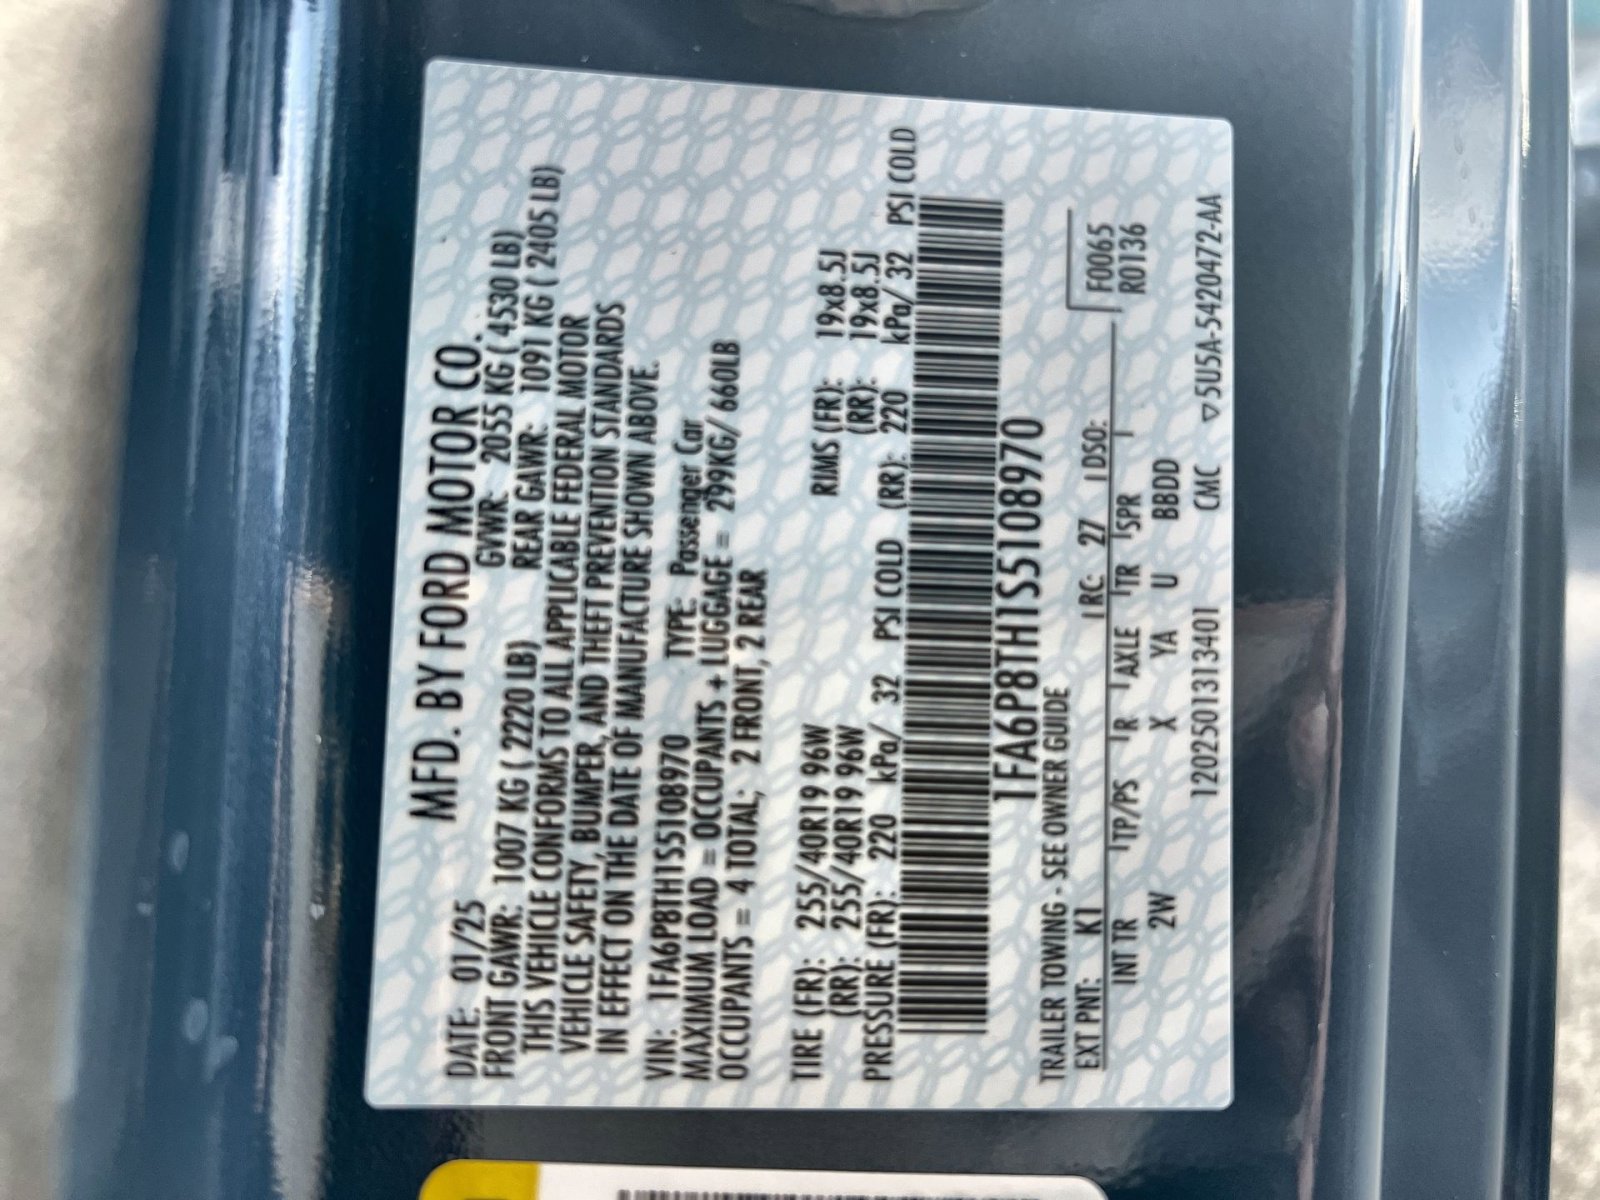 MFD. BY FORD MOTOR CO.
DATE: 01/25 GVWR: 2055 KG ( 4530 LB)
FRONT GAWR: 1007 KG ( 2220 LB) REAR GAWR: 1091 KG ( 2405 LB)
THIS VEHICLE CONFORMS TO ALL APPLICABLE FEDERAL MOTOR
VEHICLE SAFETY, BUMPER, AND THEFT PREVENTION STANDARDS
IN EFFECT ON THE DATE OF MANUFACTURE SHOWN ABOVE.
VIN: 1FA6P8TH1S5108970 TYPE: Passenger Car
MAXIMUM LOAD = OCCUPANTS + LUGGAGE = 299KG/ 660LB
OCCUPANTS = 4 TOTAL; 2 FRONT, 2 REAR
TIRE (FR): 255/40R19 96W RIMS (FR): 19x8.5J
(RR): 255/40R19 96W (RR): 19x8.5J
PRESSURE (FR): 220 kPa/ 32 PSI COLD (RR): 220 kPa/ 32 PSI COLD
1FA6P8TH1S5108970
TRAILER TOWING - SEE OWNER GUIDE
EXT PNT: K1 RC: 27 DSO: F0065
INT TR TP/PS R AXLE TR SPR R0136
2W X YA U BBDD
12025013113401 CMC ▽5U5A-5420472-AA